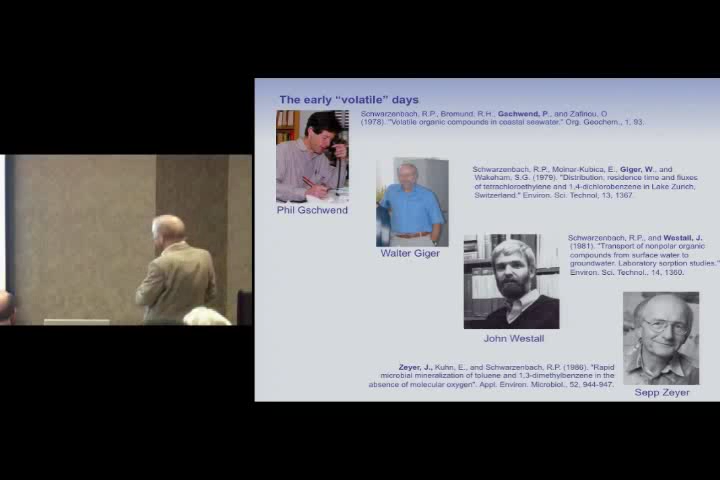 The early “volatile” days
Schwarzenbach, R.P., Bromund. R.H., Gschwend, P., and Zafiriou, O
(1978). "Volatile organic compounds in coastal seawater." Org. Geochem., 1, 93.
Phil Gschwend
Schwarzenbach, R.P., Molnar-Kubica, E., Giger, W., and
Wakeham, S.G. (1979). "Distribution, residence time and fluxes
of tetrachloroethylene and 1,4-dichlorobenzene in Lake Zurich,
Switzerland." Environ. Sci. Technol, 13, 1367.
Walter Giger
Schwarzenbach, R.P., and Westall, J.
(1981). "Transport of nonpolar organic
compounds from surface water to
groundwater. Laboratory sorption studies."
Environ. Sci. Technol., 14, 1360.
John Westall
Zeyer, J., Kuhn, E., and Schwarzenbach, R.P. (1986). "Rapid
microbial mineralization of toluene and 1,3-dimethylbenzene in the
absence of molecular oxygen". Appl. Environ. Microbiol., 52, 944-947.
Sepp Zeyer